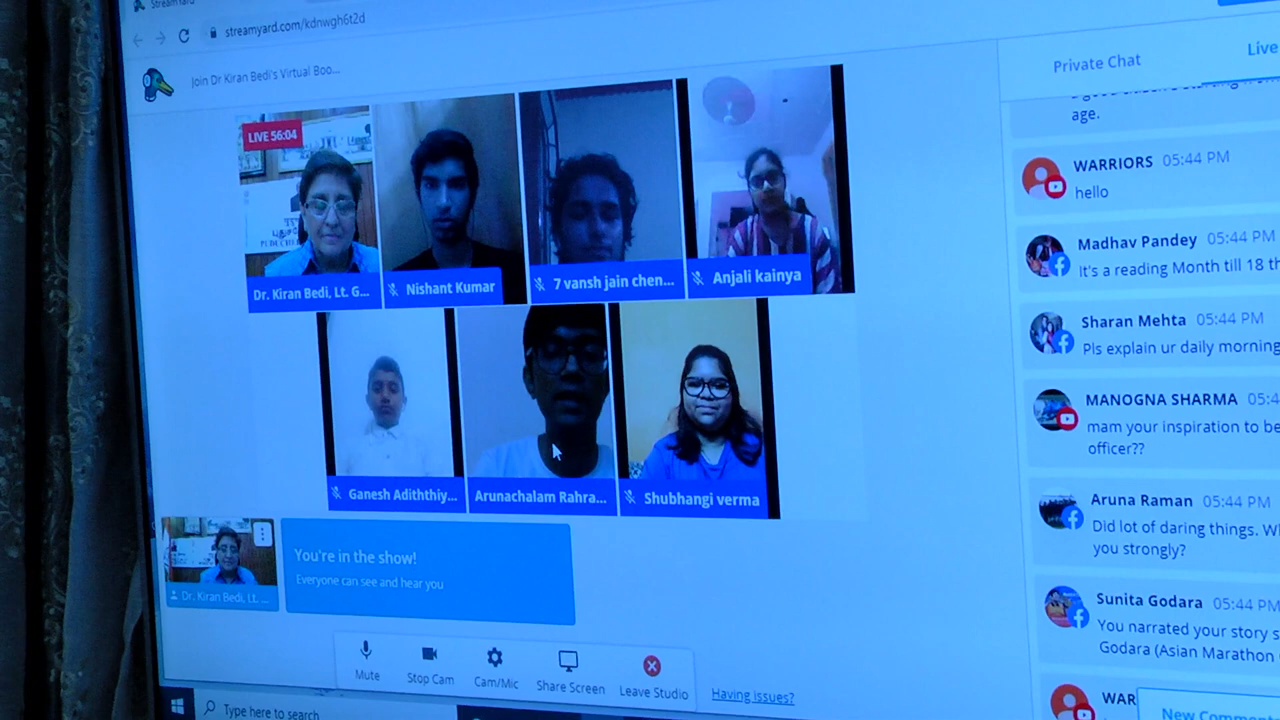 StreamYard
streamyard.com/kdnwgh6t2d
Join Dr Kiran Bedi's Virtual Boo...
Private Chat
Live
LIVE 56:04
Dr. Kiran Bedi, Lt. G...
Nishant Kumar
7 vansh jain chen...
Anjali kainya
Ganesh Adiththiy...
Arunachalam Rahra...
Shubhangi verma
Dr. Kiran Bedi, Lt. ...
You're in the show!
Everyone can see and hear you
Mute
Stop Cam
Cam/Mic
Share Screen
Leave Studio
Having issues?
Type here to search
age.
WARRIORS 05:44 PM
hello
Madhav Pandey 05:44 PM
It's a reading Month till 18 th
Sharan Mehta 05:44 PM
Pls explain ur daily morning
MANOGNA SHARMA 05:4
mam your inspiration to be
officer??
Aruna Raman 05:44 PM
Did lot of daring things. W
you strongly?
Sunita Godara 05:44 PM
You narrated your story s
Godara (Asian Marathon
WAR
New Comment